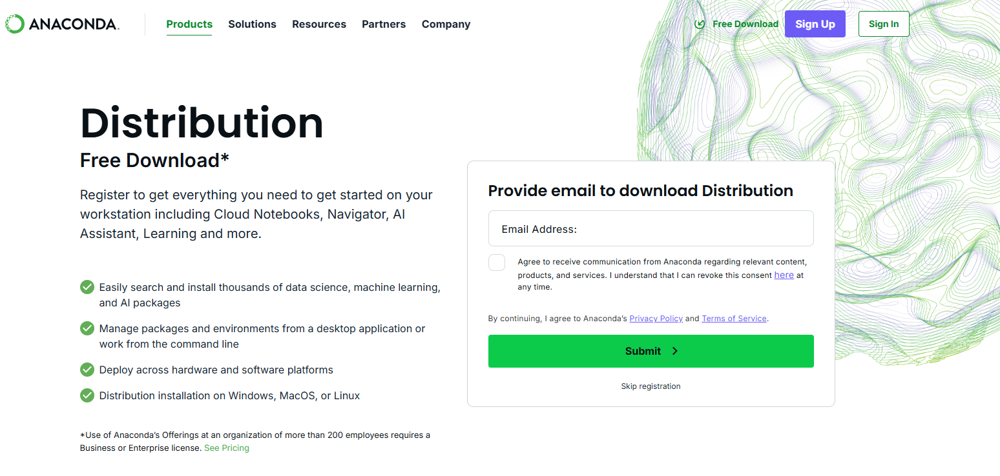 ANACONDA.
Products Solutions Resources Partners Company
Free Download Sign Up Sign In
Distribution
Free Download*
Register to get everything you need to get started on your
workstation including Cloud Notebooks, Navigator, AI
Assistant, Learning and more.
Easily search and install thousands of data science, machine learning,
and AI packages
Manage packages and environments from a desktop application or
work from the command line
Deploy across hardware and software platforms
Distribution installation on Windows, MacOS, or Linux
*Use of Anaconda's Offerings at an organization of more than 200 employees requires a
Business or Enterprise license. See Pricing
Provide email to download Distribution
Email Address:
Agree to receive communication from Anaconda regarding relevant content,
products, and services. I understand that I can revoke this consent here at
any time.
By continuing, I agree to Anaconda's Privacy Policy and Terms of Service.
Submit
Skip registration